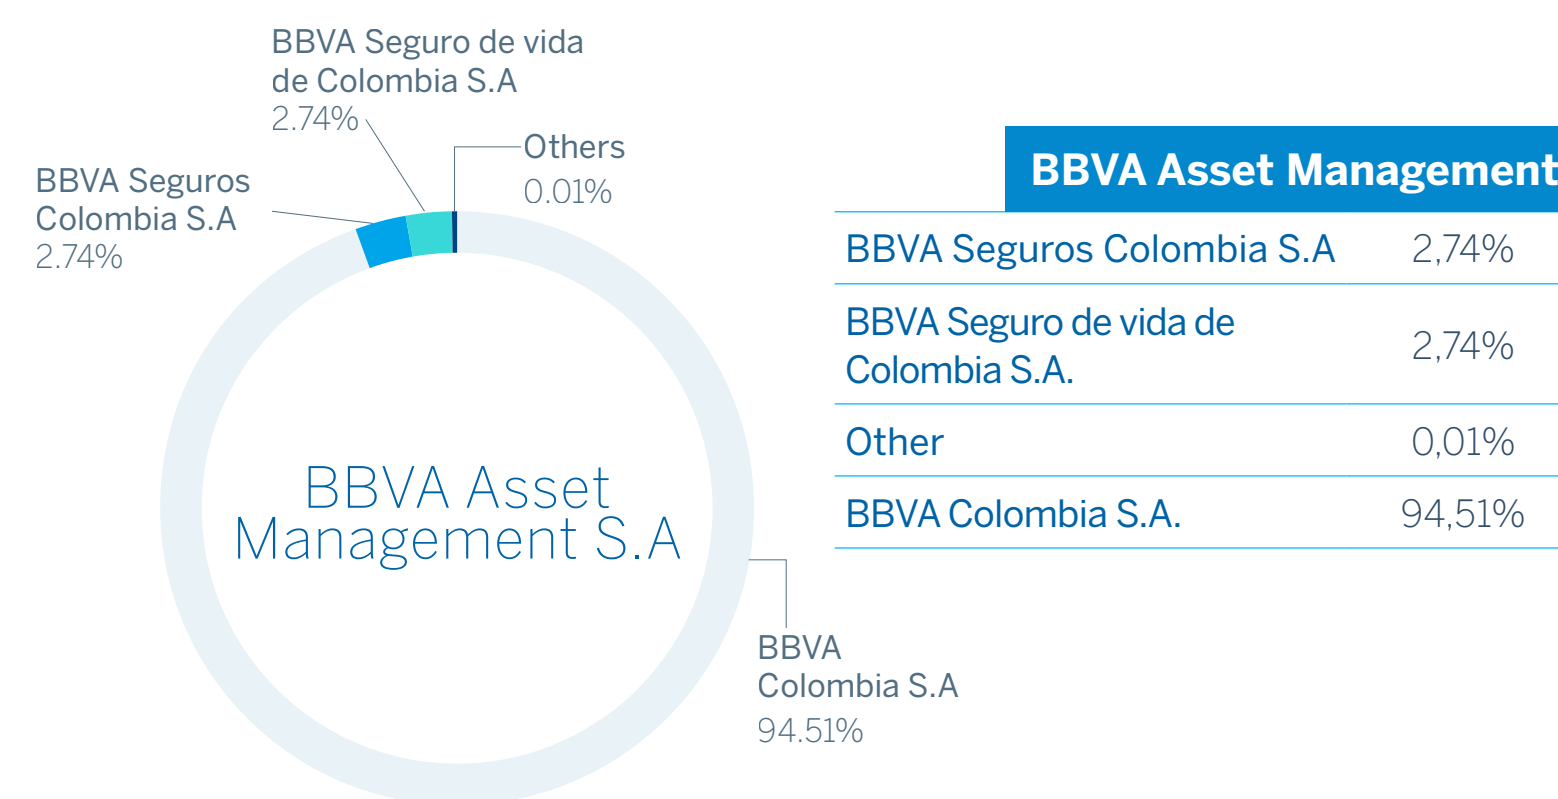 BBVA Seguro de vida
de Colombia S.A
2.74%
Others
0.01%
BBVA Seguros
Colombia S.A
2.74%
BBVA Asset
Management S.A
BBVA
Colombia S.A
94.51%
BBVA Asset Management
BBVA Seguros Colombia S.A 2,74%
BBVA Seguro de vida de
Colombia S.A.
2,74%
Other 0,01%
BBVA Colombia S.A. 94,51%